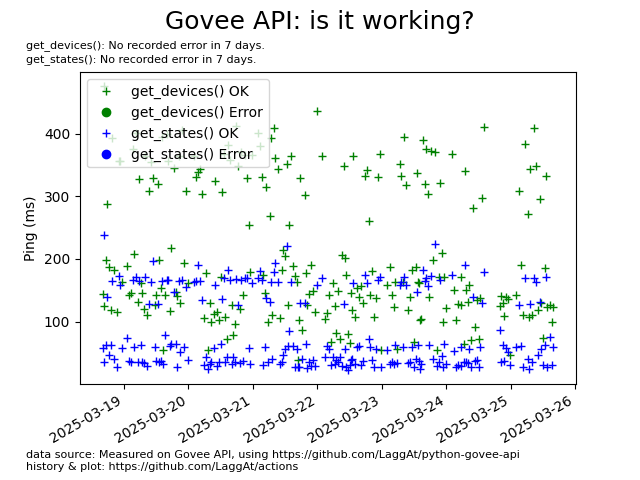 Govee API: is it working?
get_devices(): No recorded error in 7 days.
get_states(): No recorded error in 7 days.
get_devices() OK
get_devices() Error
get_states() OK
get_states() Error
Ping (ms)
400
300
200
100
2025-03-19
2025-03-20
2025-03-21
2025-03-22
2025-03-23
2025-03-24
2025-03-25
2025-03-26
data source: Measured on Govee API, using https://github.com/LaggAt/python-govee-api
history & plot: https://github.com/LaggAt/actions